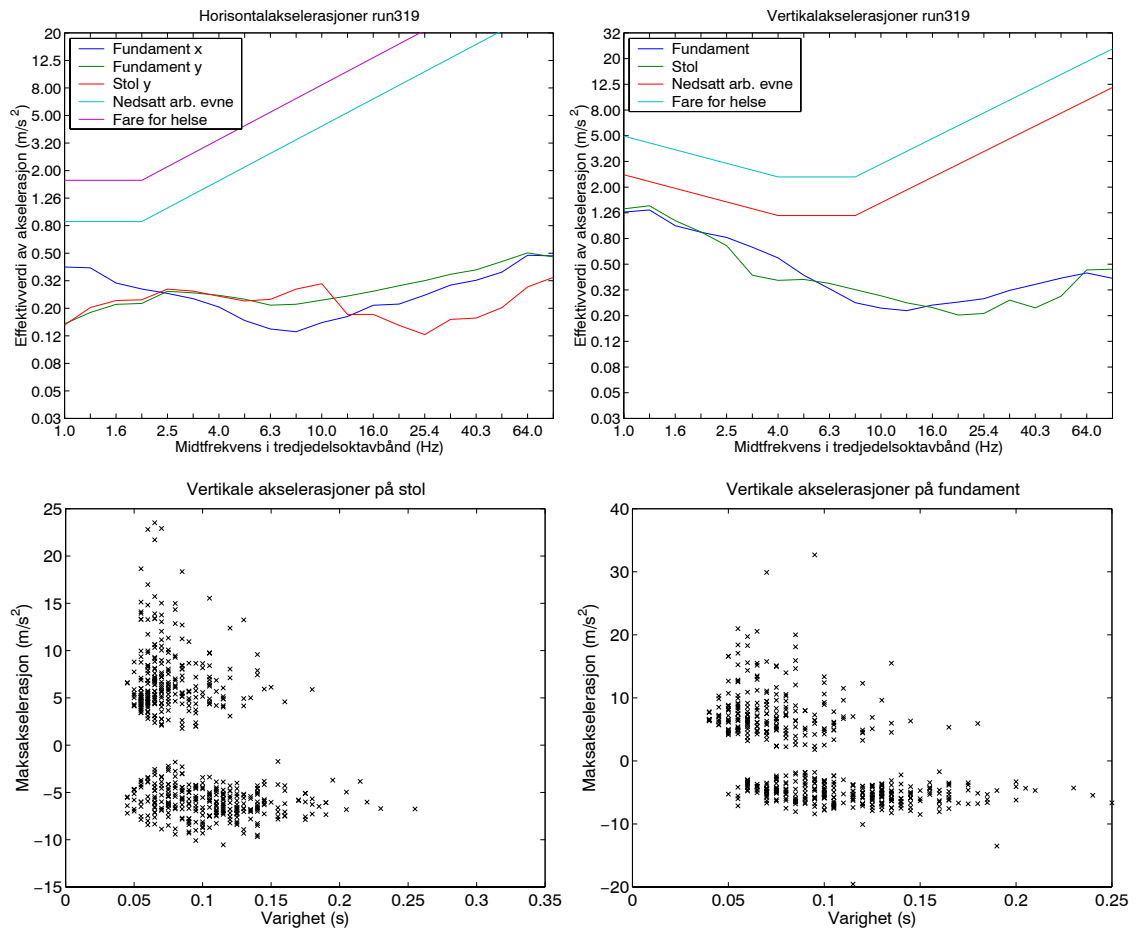 Horisontalakselerasjoner run319
Effektivverdi av akselerasjon (m/s²)
20
12.5
8.00
5.00
3.20
2.00
1.26
0.80
0.50
0.32
0.20
0.12
0.08
0.05
0.03
Fundament x
Fundament y
Stol y
Nedsatt arb. evne
Fare for helse
1.0 1.6 2.5 4.0 6.3 10.0 16.0 25.4 40.3 64.0
Midtfrekvens i tredjedelsoktavbånd (Hz)
Vertikalakselerasjoner run319
Effektivverdi av akselerasjon (m/s²)
32
20
12.5
8.00
5.00
3.20
2.00
1.26
0.80
0.50
0.32
0.20
0.12
0.08
0.05
0.03
Fundament
Stol
Nedsatt arb. evne
Fare for helse
1.0 1.6 2.5 4.0 6.3 10.0 16.0 25.4 40.3 64.0
Midtfrekvens i tredjedelsoktavbånd (Hz)
Vertikale akselerasjoner på stol
Maksakselerasjon (m/s²)
25
20
15
10
5
0
−5
−10
−15
0 0.05 0.1 0.15 0.2 0.25 0.3 0.35
Varighet (s)
Vertikale akselerasjoner på fundament
Maksakselerasjon (m/s²)
40
30
20
10
0
−10
−20
0 0.05 0.1 0.15 0.2 0.25
Varighet (s)